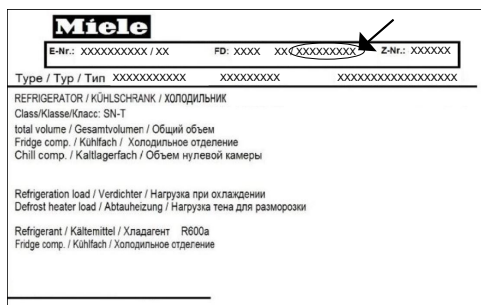 Miele
E-Nr.: XXXXXXXXXX / XX FD: XXXX XX / XXXXXXXXX Z-Nr.: XXXXXX
Type / Typ / Тип XXXXXXXXXXX XXXXXXXXX XXXXXXXXXXXXXXXXXX
REFRIGERATOR / KÜHLSCHRANK / ХОЛОДИЛЬНИК
Class/Klasse/Класс: SN-T
total volume / Gesamtvolumen / Общий объем
Fridge comp. / Kühlfach / Холодильное отделение
Chill comp. / Kaltlagerfach / Объем нулевой камеры
Refrigeration load / Verdichter / Нагрузка при охлаждении
Defrost heater load / Abtauheizung / Нагрузка тена для разморозки
Refrigerant / Kältemittel / Хладагент R600a
Fridge comp. / Kühlfach / Холодильное отделение